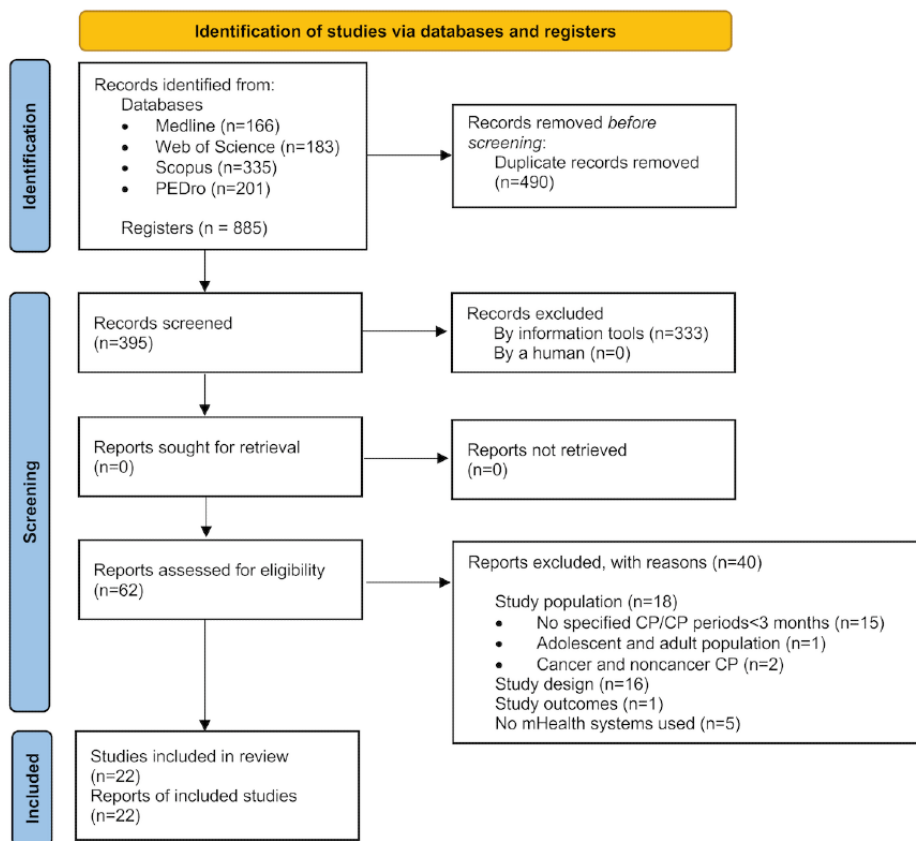 Identification of studies via databases and registers
Identification
Records identified from:
Databases
• Medline (n=166)
• Web of Science (n=183)
• Scopus (n=335)
• PEDro (n=201)
Registers (n = 885)
Records removed before
screening:
Duplicate records removed
(n=490)
Screening
Records screened
(n=395)
Records excluded
By information tools (n=333)
By a human (n=0)
Reports sought for retrieval
(n=0)
Reports not retrieved
(n=0)
Reports assessed for eligibility
(n=62)
Reports excluded, with reasons (n=40)
Study population (n=18)
• No specified CP/CP periods<3 months (n=15)
• Adolescent and adult population (n=1)
• Cancer and noncancer CP (n=2)
Study design (n=16)
Study outcomes (n=1)
No mHealth systems used (n=5)
Included
Studies included in review
(n=22)
Reports of included studies
(n=22)